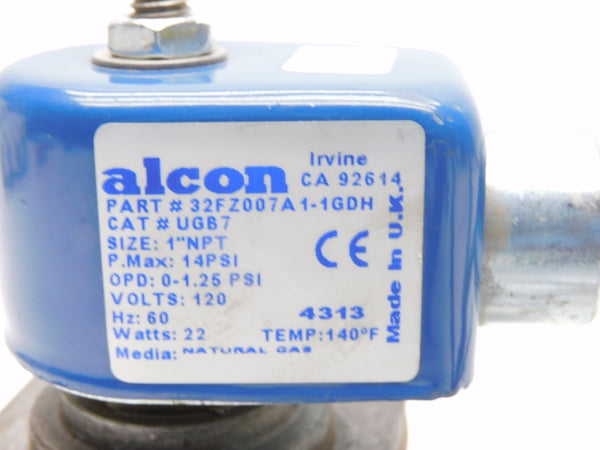 alcon Irvine
CA 92614
PART # 32FZ007A1-1GDH
CAT # UGB7
SIZE: 1"NPT
P.Max: 14PSI
OPD: 0-1.25 PSI
VOLTS: 120
Hz: 60 4313
Watts: 22 TEMP:140ºF
Media: NATURAL GAS
CE
Made In U.K.